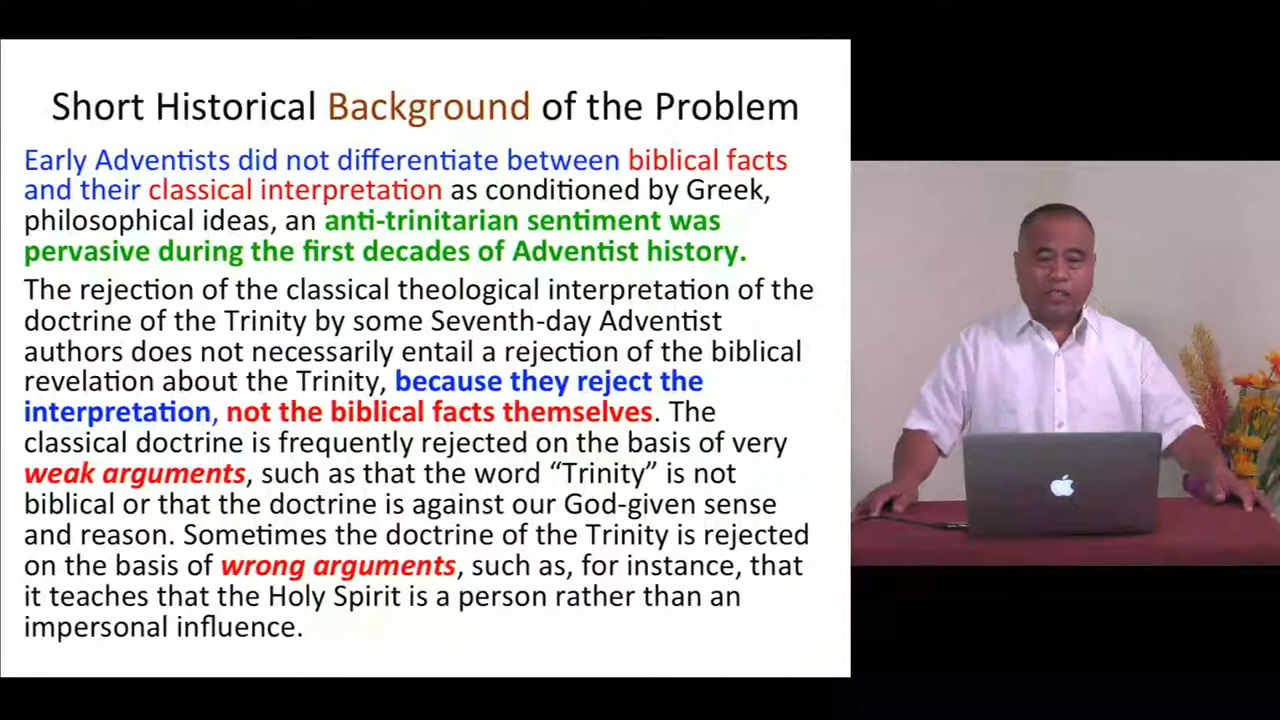 Short Historical Background of the Problem
Early Adventists did not differentiate between biblical facts
and their classical interpretation as conditioned by Greek,
philosophical ideas, an anti-trinitarian sentiment was
pervasive during the first decades of Adventist history.
The rejection of the classical theological interpretation of the
doctrine of the Trinity by some Seventh-day Adventist
authors does not necessarily entail a rejection of the biblical
revelation about the Trinity, because they reject the
interpretation, not the biblical facts themselves. The
classical doctrine is frequently rejected on the basis of very
weak arguments, such as that the word “Trinity” is not
biblical or that the doctrine is against our God-given sense
and reason. Sometimes the doctrine of the Trinity is rejected
on the basis of wrong arguments, such as, for instance, that
it teaches that the Holy Spirit is a person rather than an
impersonal influence.